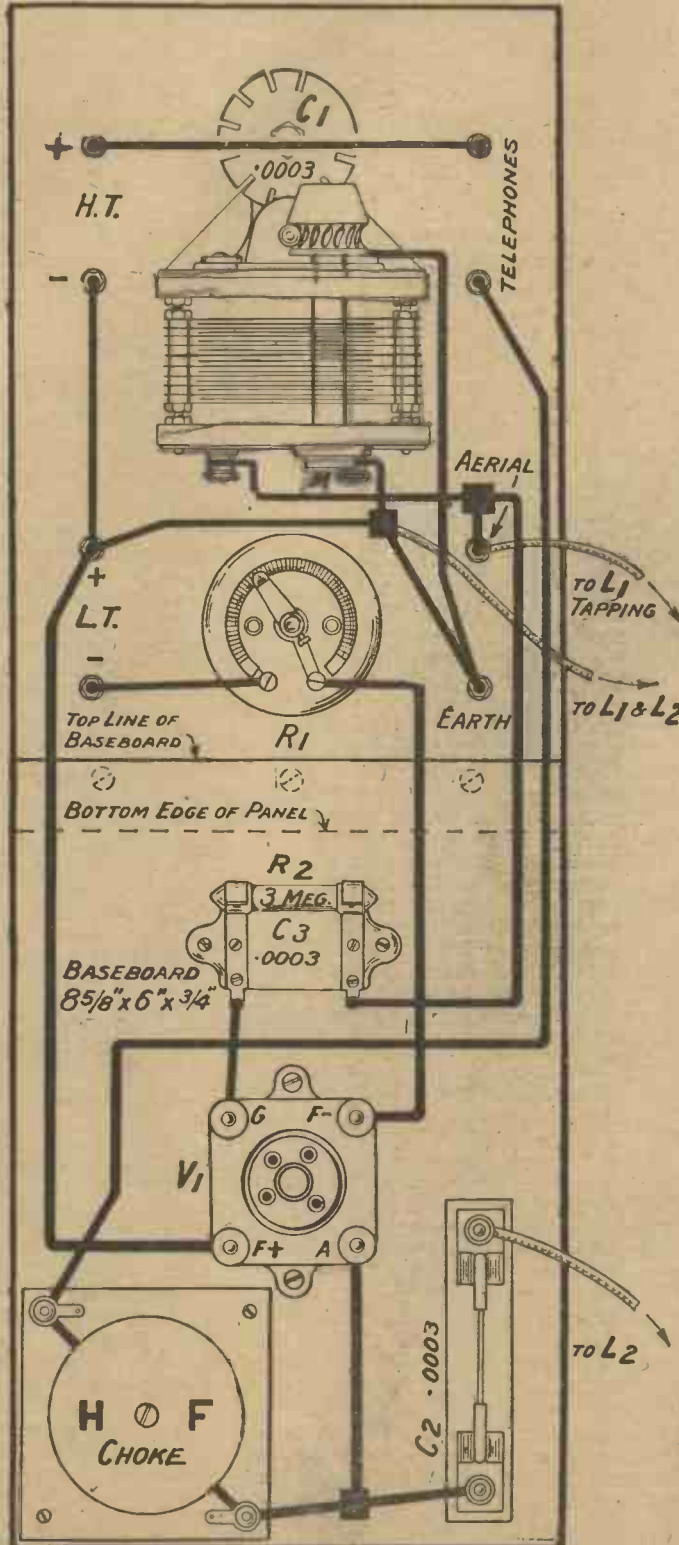 C1
.0003
+
H.T.
-
TELEPHONES
AERIAL
+
L.T.
-
TO L1
TAPPING
TO L1 & L2
EARTH
R1
TOP LINE OF
BASEBOARD
BOTTOM EDGE OF PANEL
R2
3 MEG.
C3
.0003
BASEBOARD
8 5/8" x 6" x 3/4"
G F-
V1
F+ A
C2 .0003
TO L2
H F
CHOKE